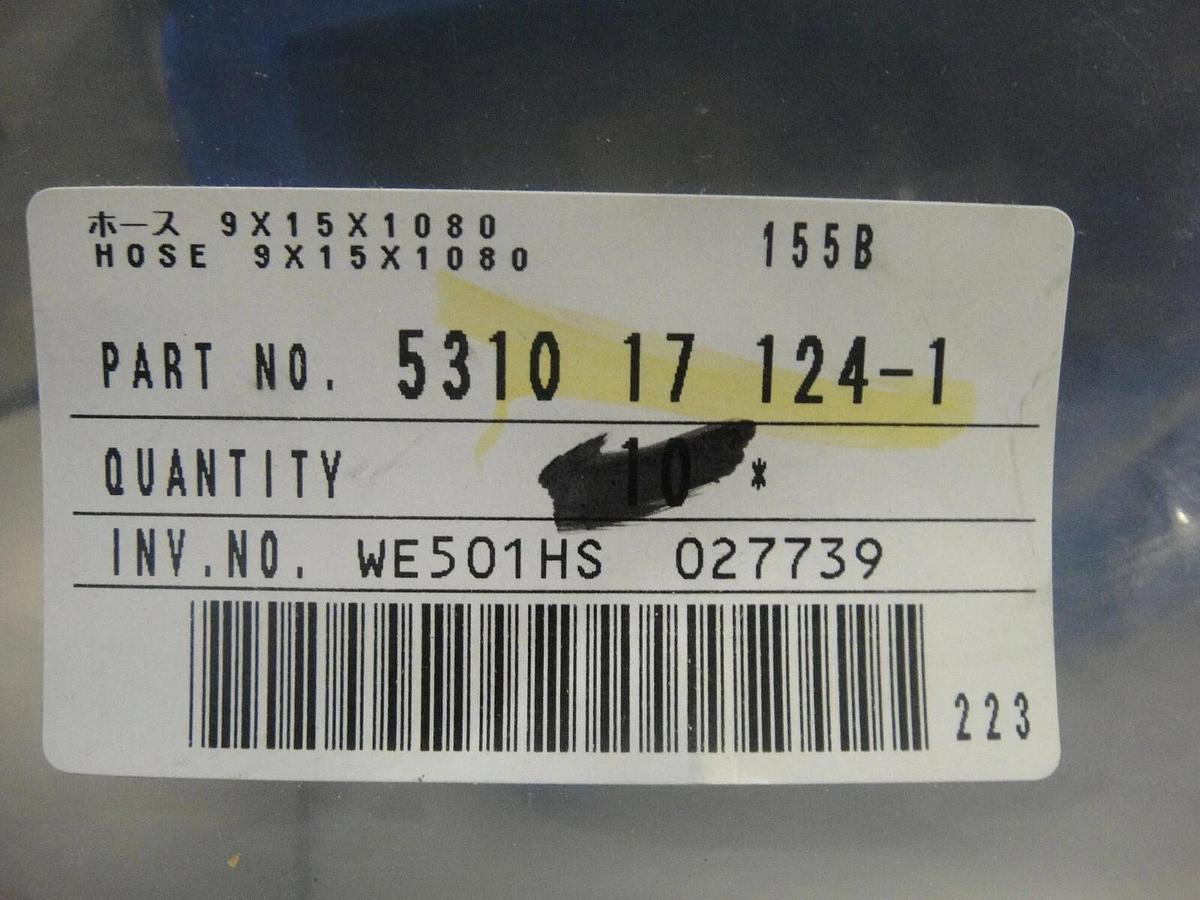 ホース 9X15X1080
HOSE 9X15X1080 155B
PART NO. 5310 17 124-1
QUANTITY 10 *
INV.NO. WE501HS 027739
223